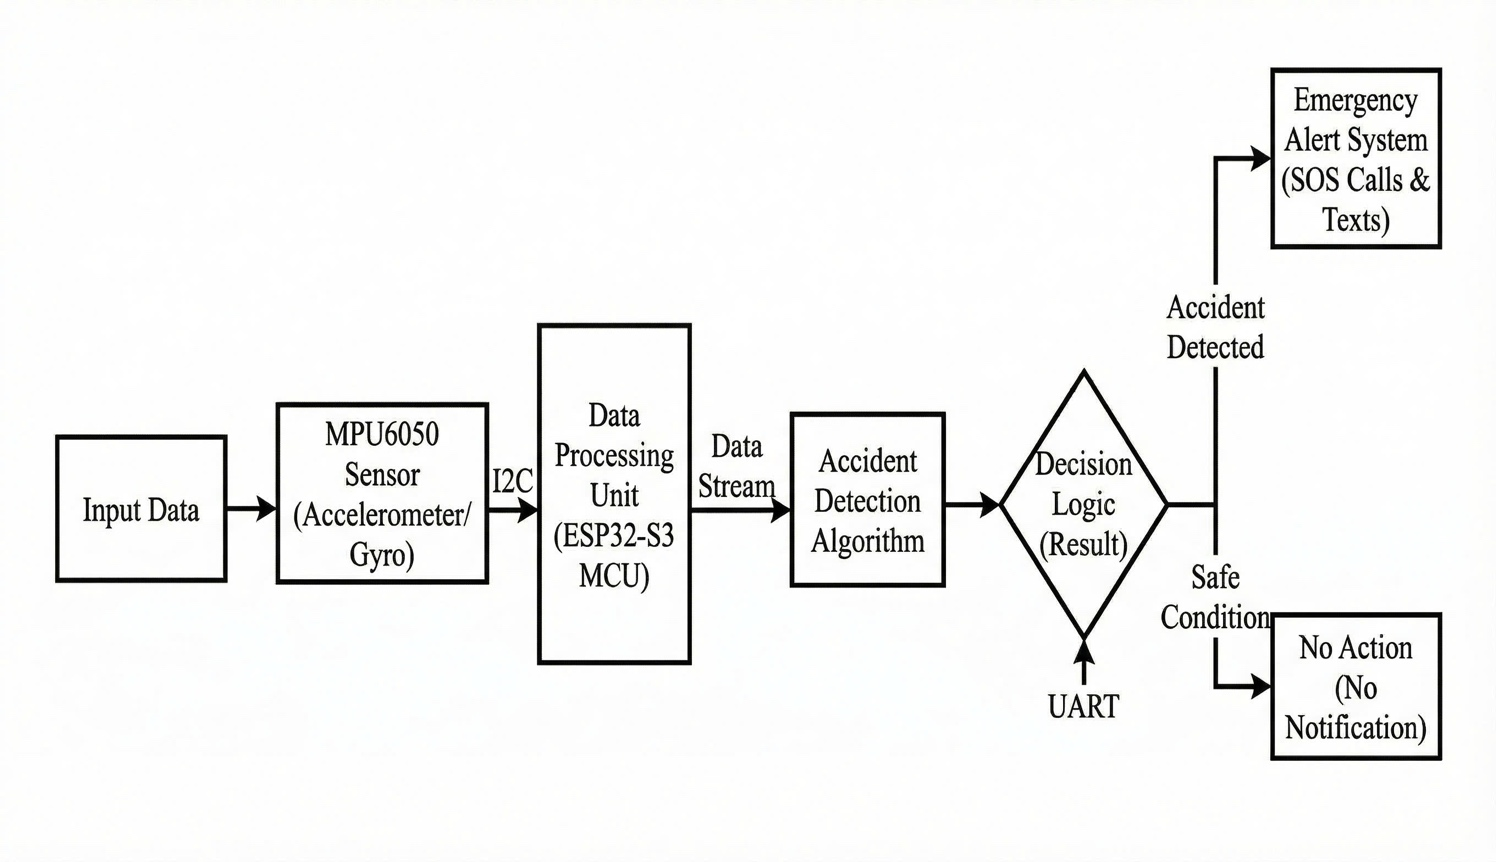 Input Data
MPU6050
Sensor
(Accelerometer/
Gyro)
I2C
Data
Processing
Unit
(ESP32-S3
MCU)
Data
Stream
Accident
Detection
Algorithm
Decision
Logic
(Result)
UART
Accident
Detected
Emergency
Alert System
(SOS Calls &
Texts)
Safe
Condition
No Action
(No
Notification)